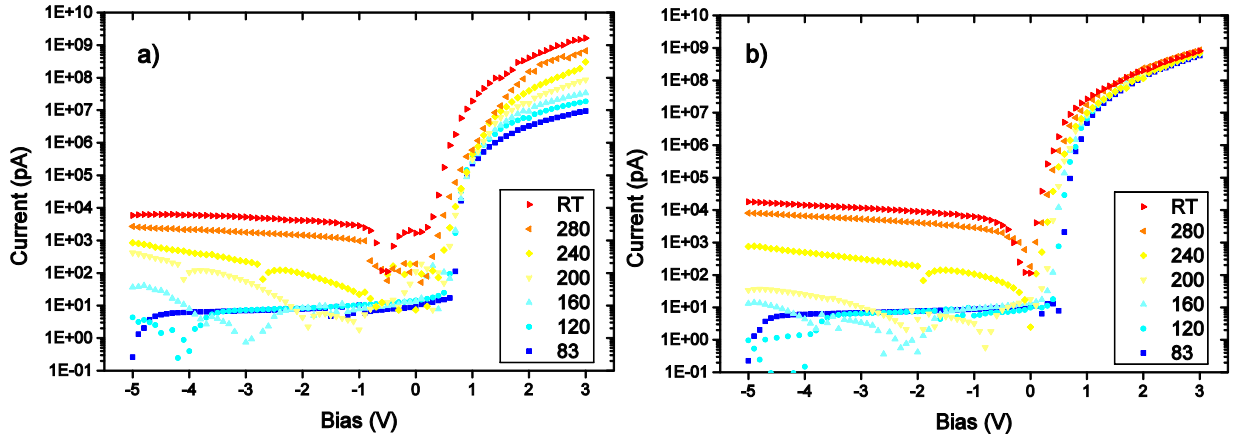 a)
1E+10
1E+09
1E+08
1E+07
1E+06
1E+05
1E+04
1E+03
1E+02
1E+01
1E+00
1E-01
Current (pA)
-5 -4 -3 -2 -1 0 1 2 3
Bias (V)
RT
280
240
200
160
120
83
b)
1E+10
1E+09
1E+08
1E+07
1E+06
1E+05
1E+04
1E+03
1E+02
1E+01
1E+00
1E-01
Current (pA)
-5 -4 -3 -2 -1 0 1 2 3
Bias (V)
RT
280
240
200
160
120
83